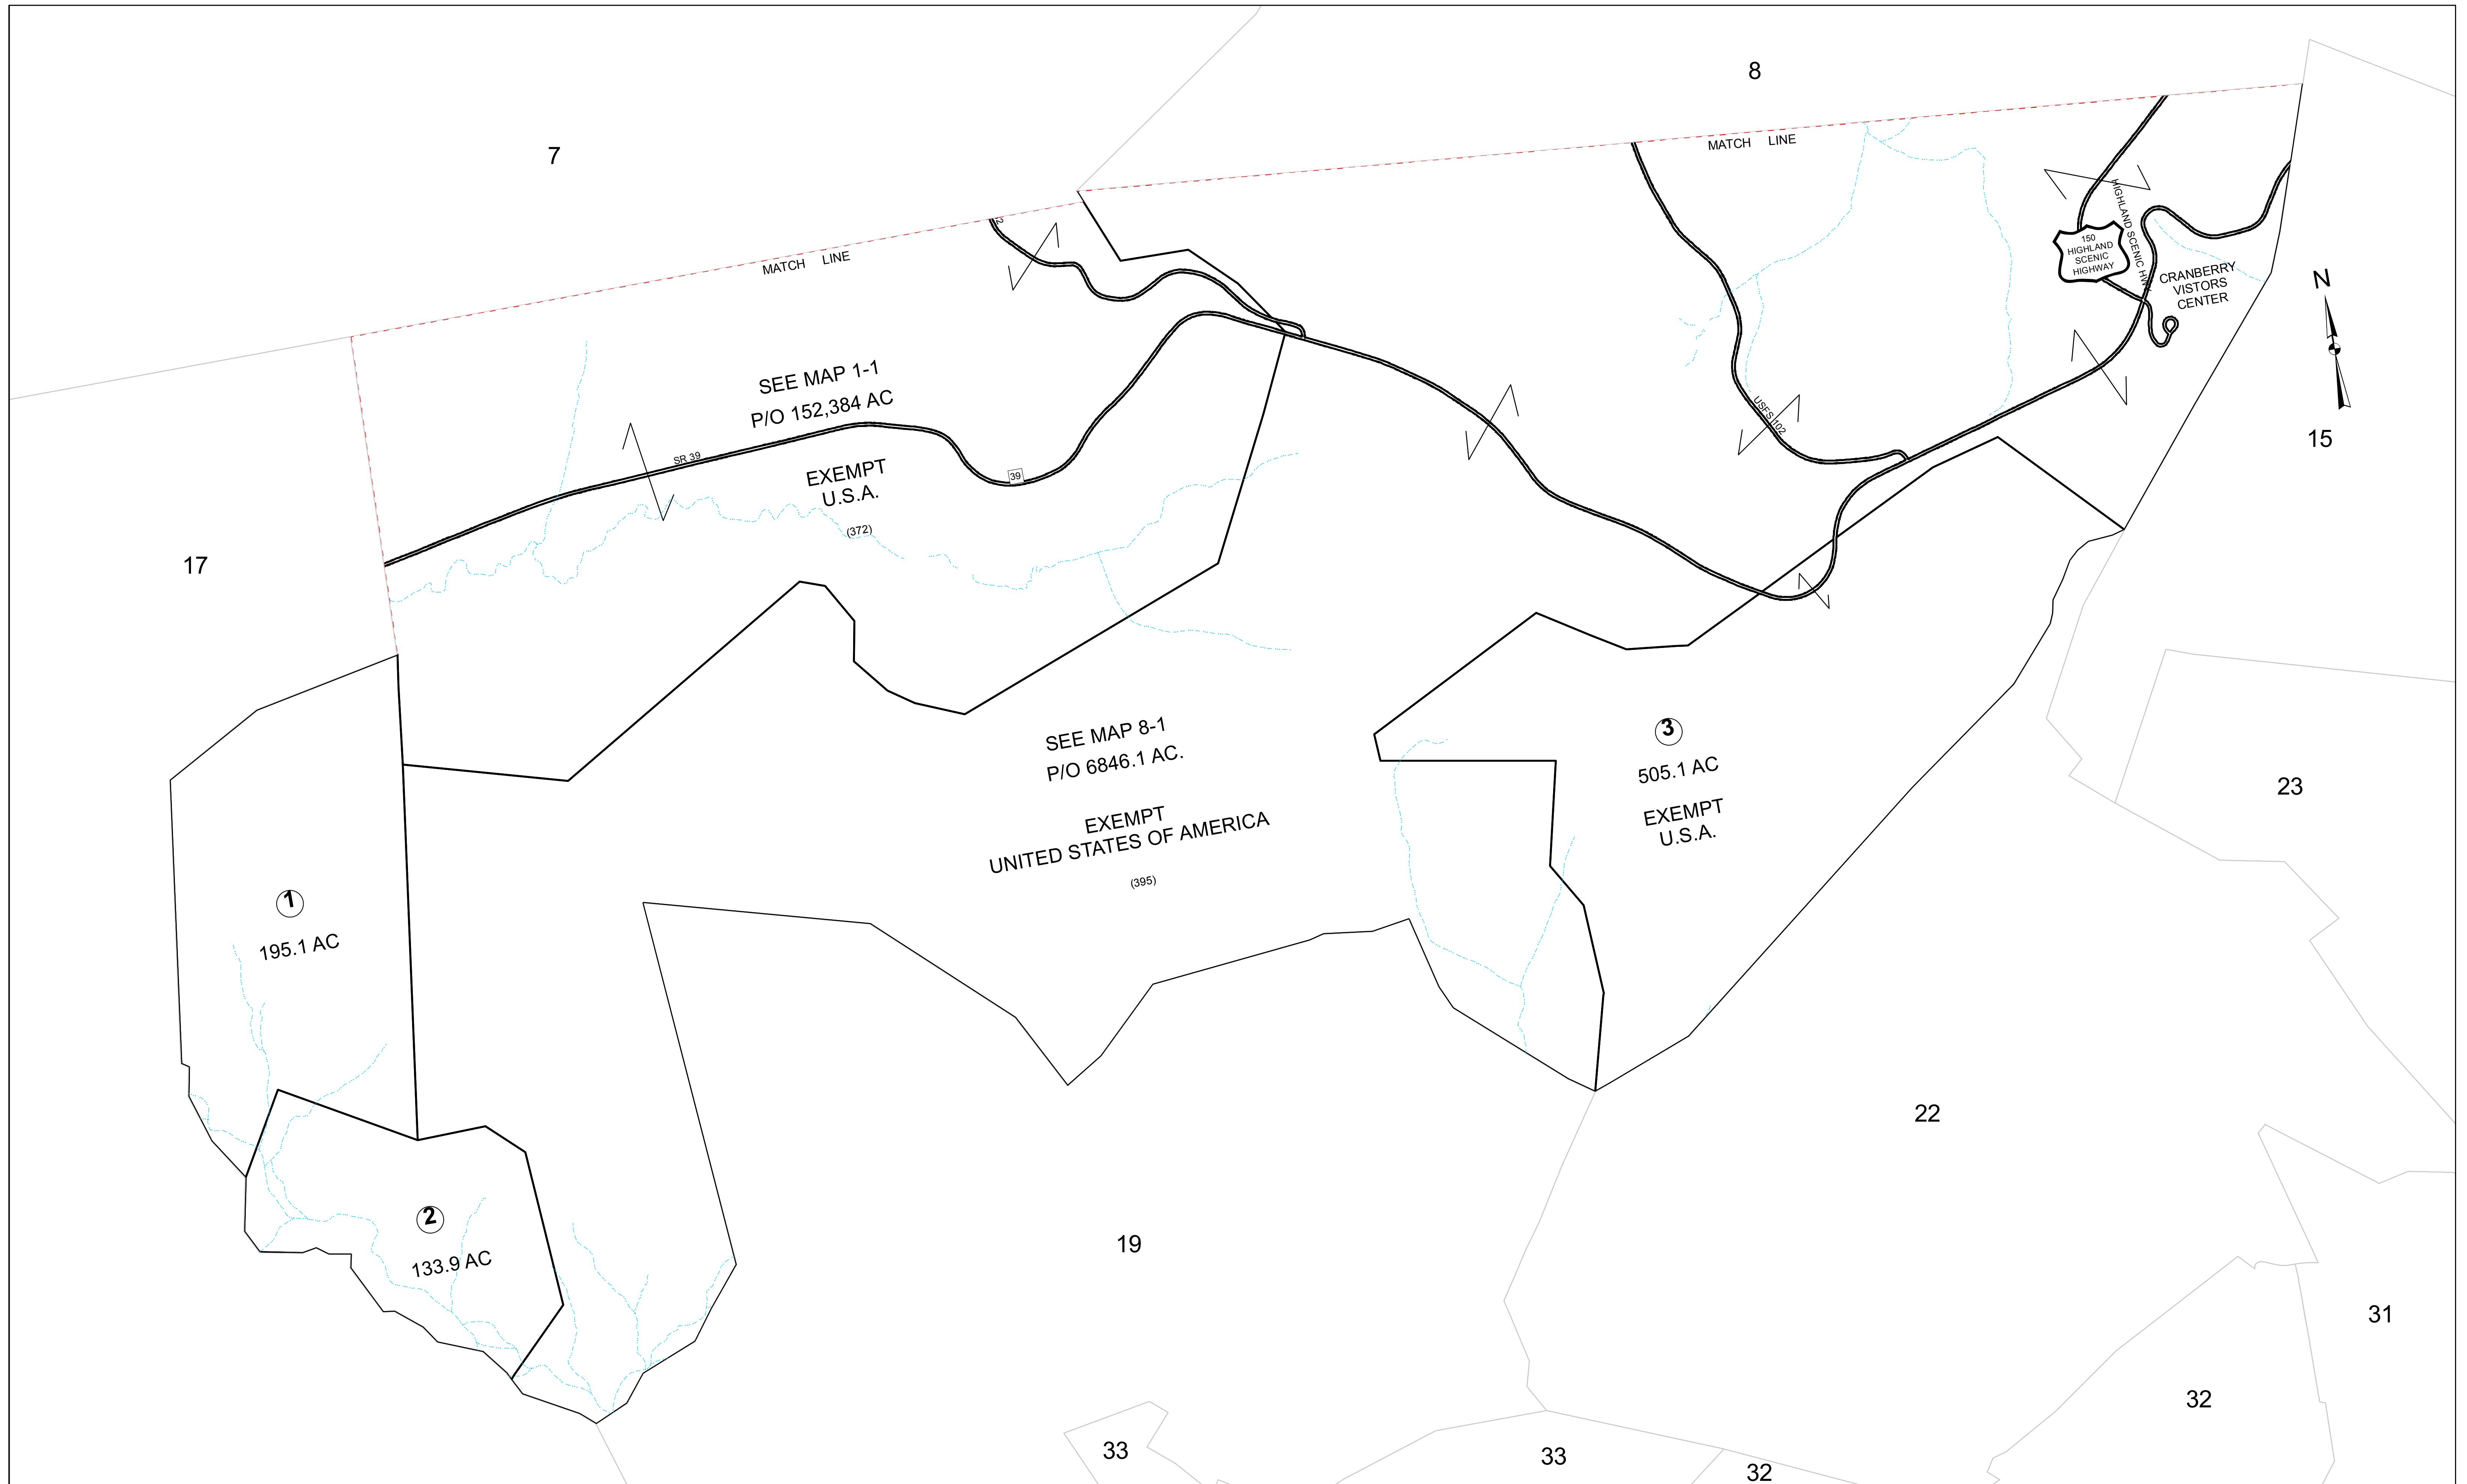 8
7
MATCH LINE
HIGHLAND SCENIC HWY
150
HIGHLAND
SCENIC
HIGHWAY
CRANBERRY
VISTORS
CENTER
N
MATCH LINE
SEE MAP 1-1
P/O 152,384 AC
USFS 102
15
SR 39
39
EXEMPT
U.S.A.
(372)
17
SEE MAP 8-1
P/O 6846.1 AC.
EXEMPT
UNITED STATES OF AMERICA
(395)
3
505.1 AC
EXEMPT
U.S.A.
23
1
195.1 AC
22
2
133.9 AC
19
31
32
33
33
32